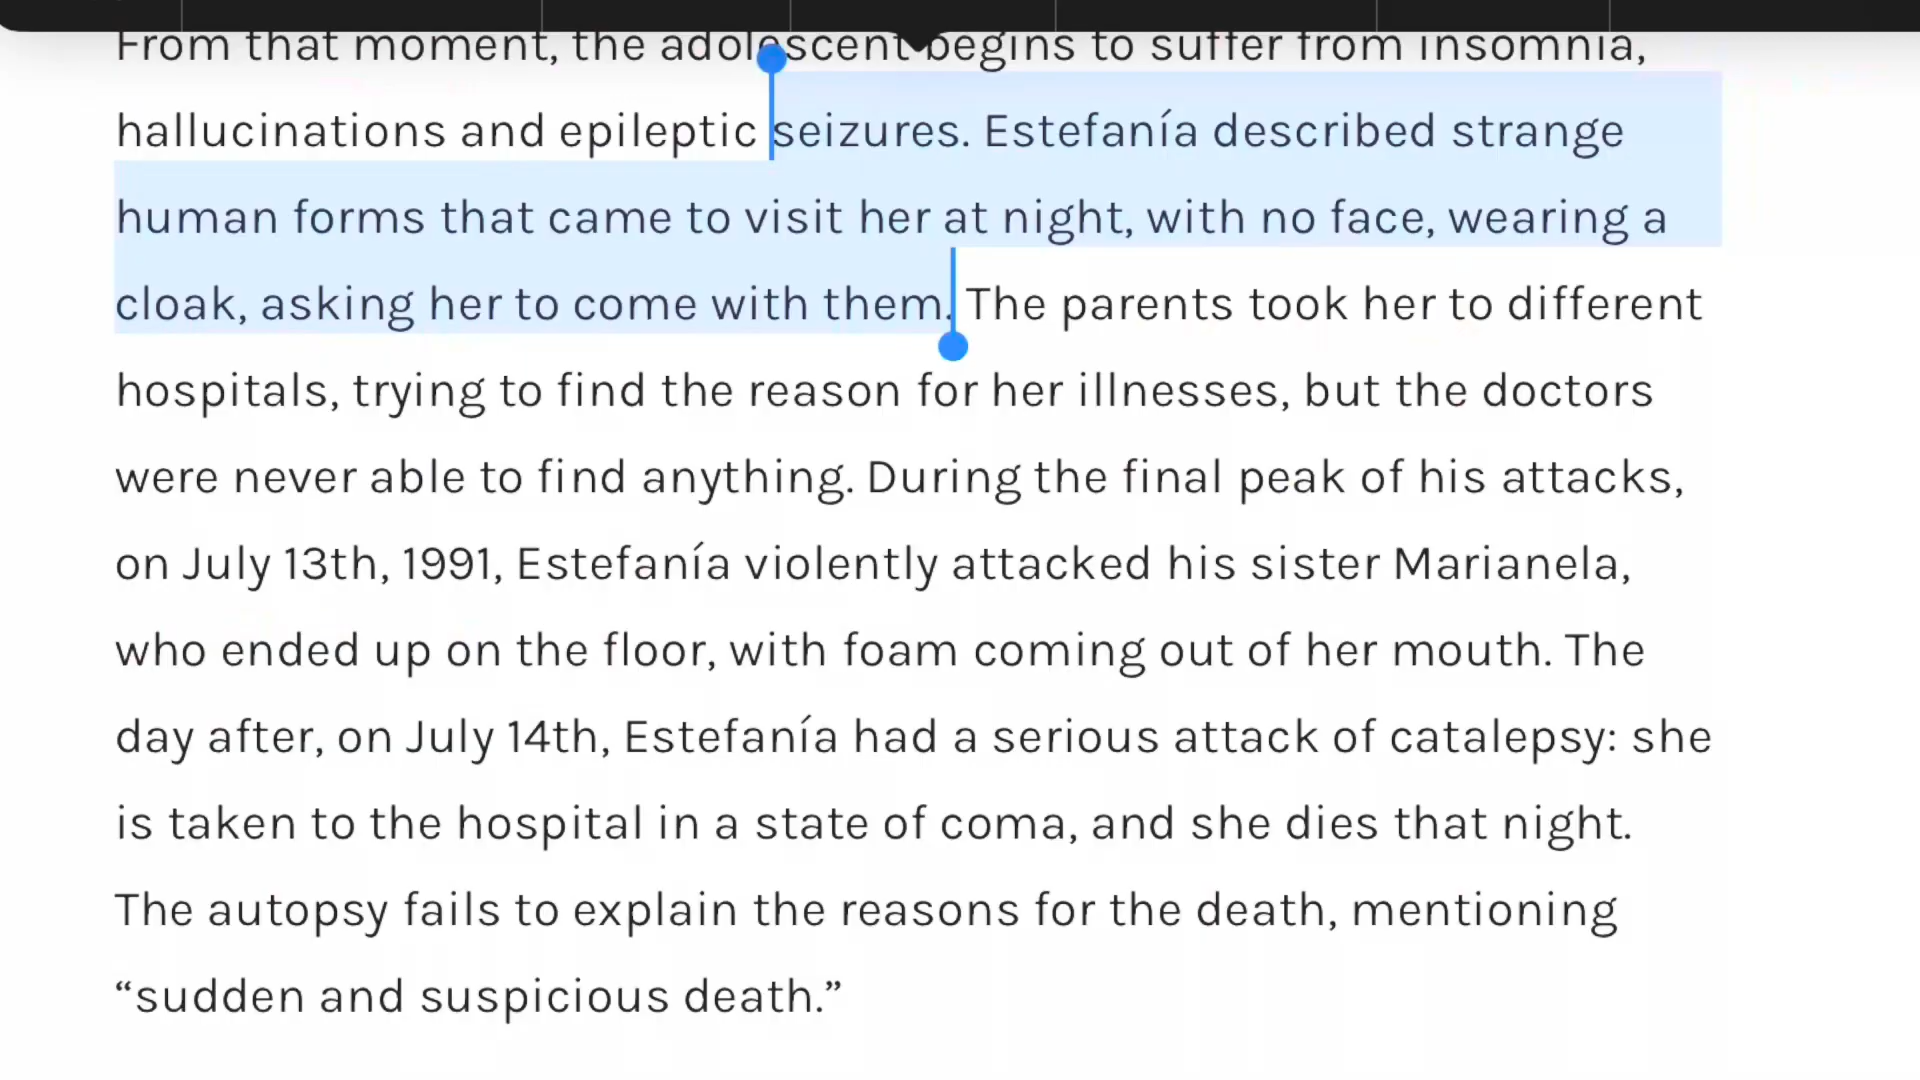 From that moment, the adolescent begins to suffer from insomnia,
hallucinations and epileptic seizures. Estefanía described strange
human forms that came to visit her at night, with no face, wearing a
cloak, asking her to come with them. The parents took her to different
hospitals, trying to find the reason for her illnesses, but the doctors
were never able to find anything. During the final peak of his attacks,
on July 13th, 1991, Estefanía violently attacked his sister Marianela,
who ended up on the floor, with foam coming out of her mouth. The
day after, on July 14th, Estefanía had a serious attack of catalepsy: she
is taken to the hospital in a state of coma, and she dies that night.
The autopsy fails to explain the reasons for the death, mentioning
“sudden and suspicious death.”